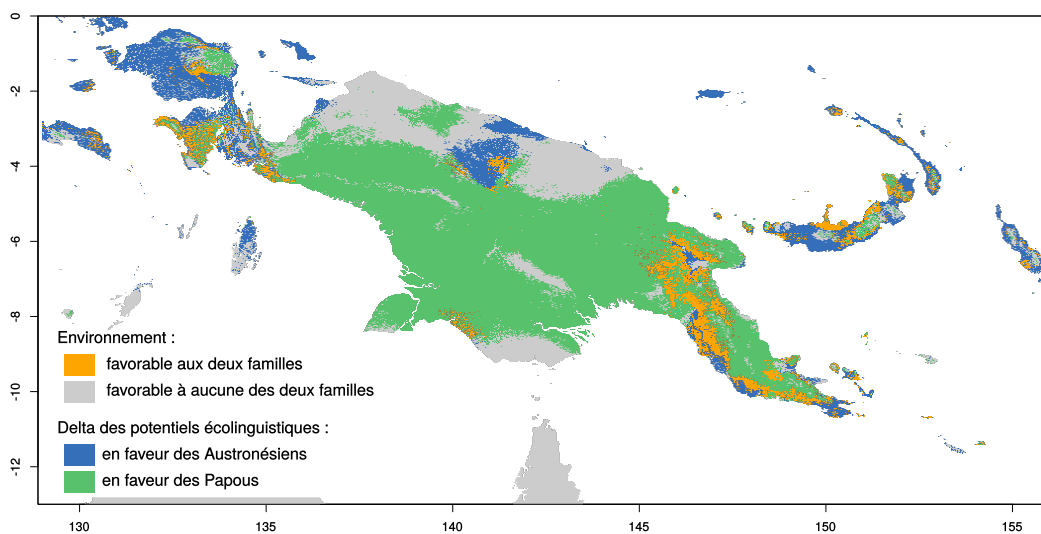 0
-2
-4
-6
-8
-10
-12
Environnement :
favorable aux deux familles
favorable à aucune des deux familles
Delta des potentiels écolinguistiques :
en faveur des Austronésiens
en faveur des Papous
130 135 140 145 150 155